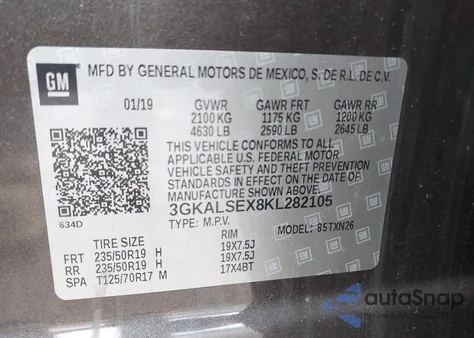 GM MFD BY GENERAL MOTORS DE MEXICO, S. DE R.L. DE C.V.
01/19 GVWR GAWR FRT GAWR RR
2100 KG 1175 KG 1200 KG
4630 LB 2590 LB 2645 LB
THIS VEHICLE CONFORMS TO ALL
APPLICABLE U.S. FEDERAL MOTOR
VEHICLE SAFETY AND THEFT PREVENTION
STANDARDS IN EFFECT ON THE DATE OF
MANUFACTURE SHOWN ABOVE.
3GKALSEX8KL282105
634D TYPE: M.P.V. MODEL: 85TXN26
TIRE SIZE RIM
FRT 235/50R19 H 19X7.5J
RR 235/50R19 H 19X7.5J
SPA T125/70R17 M 17X4BT
autoSnap